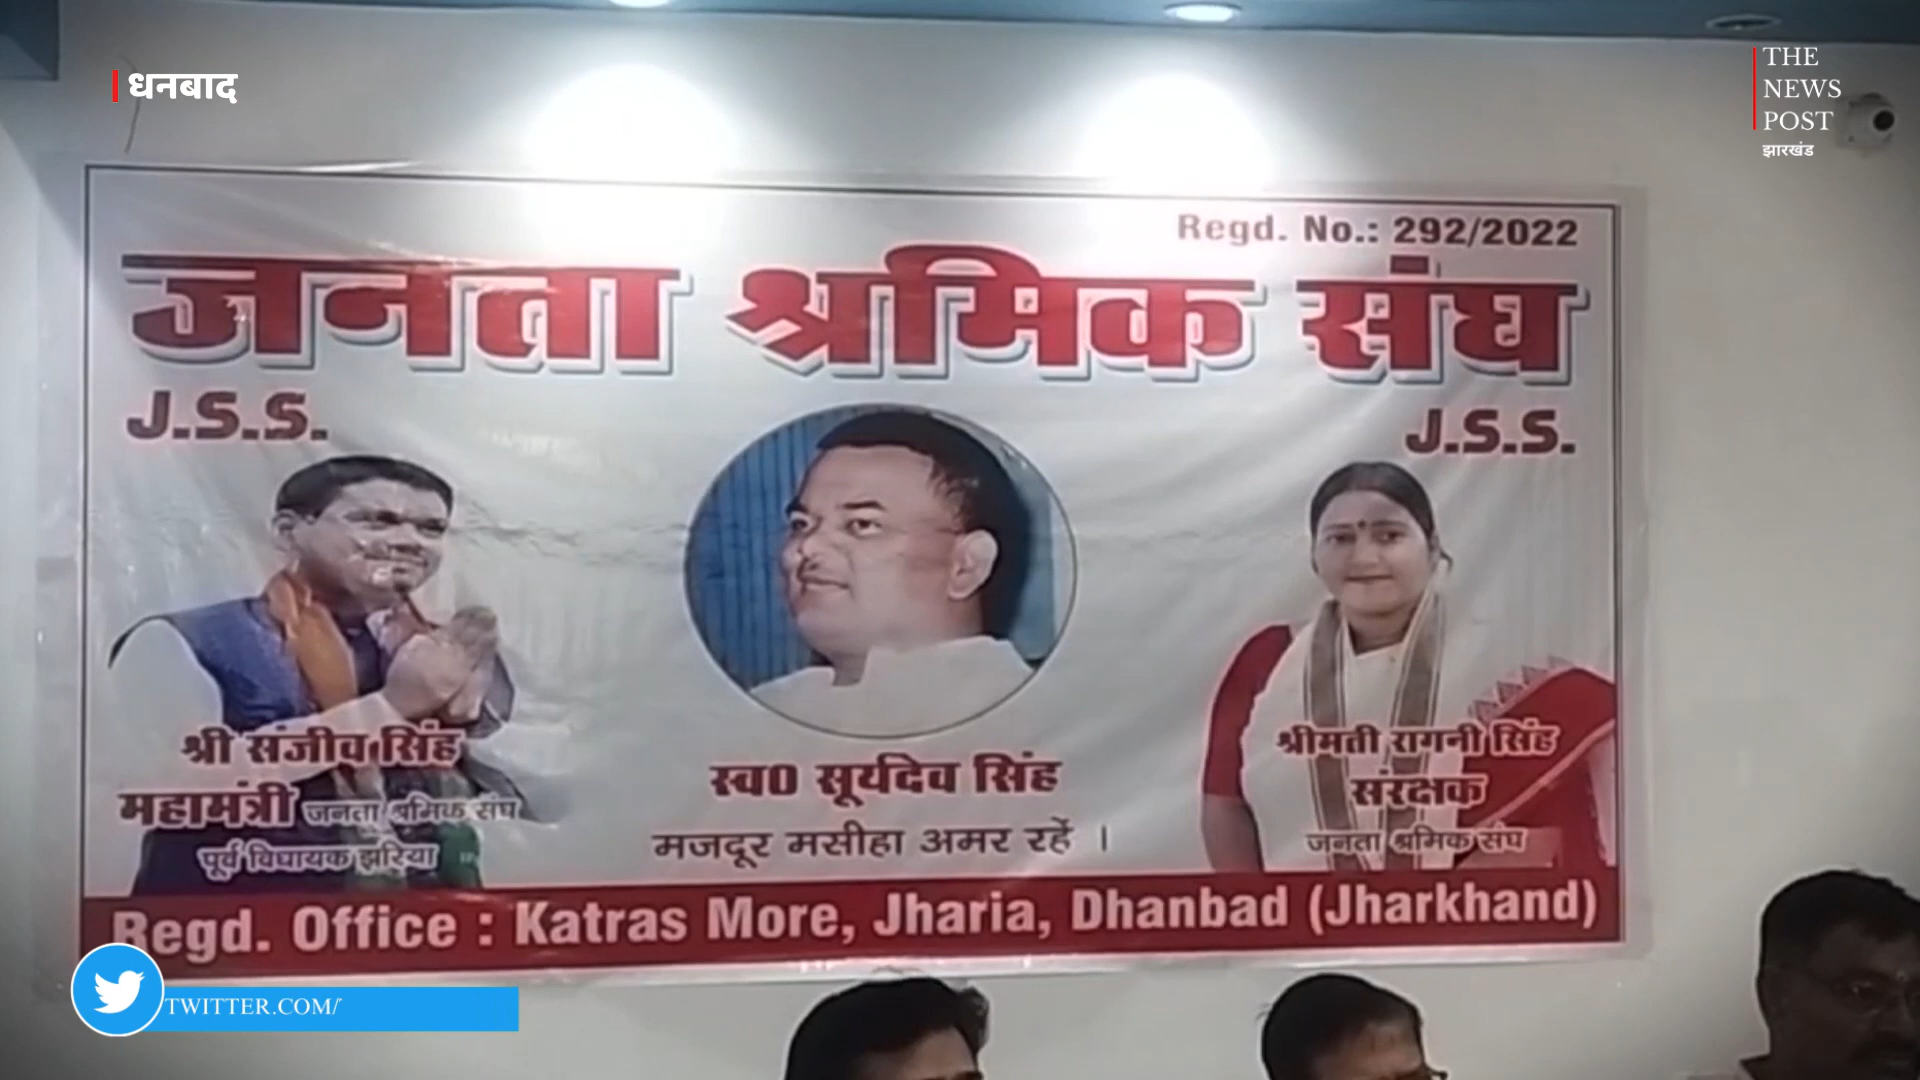 धनबाद
THE
NEWS
POST
झारखंड
Regd. No.: 292/2022
जनता श्रमिक संघ
J.S.S.
J.S.S.
श्री संजीव सिंह
महामंत्री जनता श्रमिक संघ
पूर्व विधायक झरिया
स्व0 सूर्यदेव सिंह
मजदूर मसीहा अमर रहें ।
श्रीमती रागनी सिंह
संरक्षक
जनता श्रमिक संघ
Regd. Office : Katras More, Jharia, Dhanbad (Jharkhand)
TWITTER.COM/